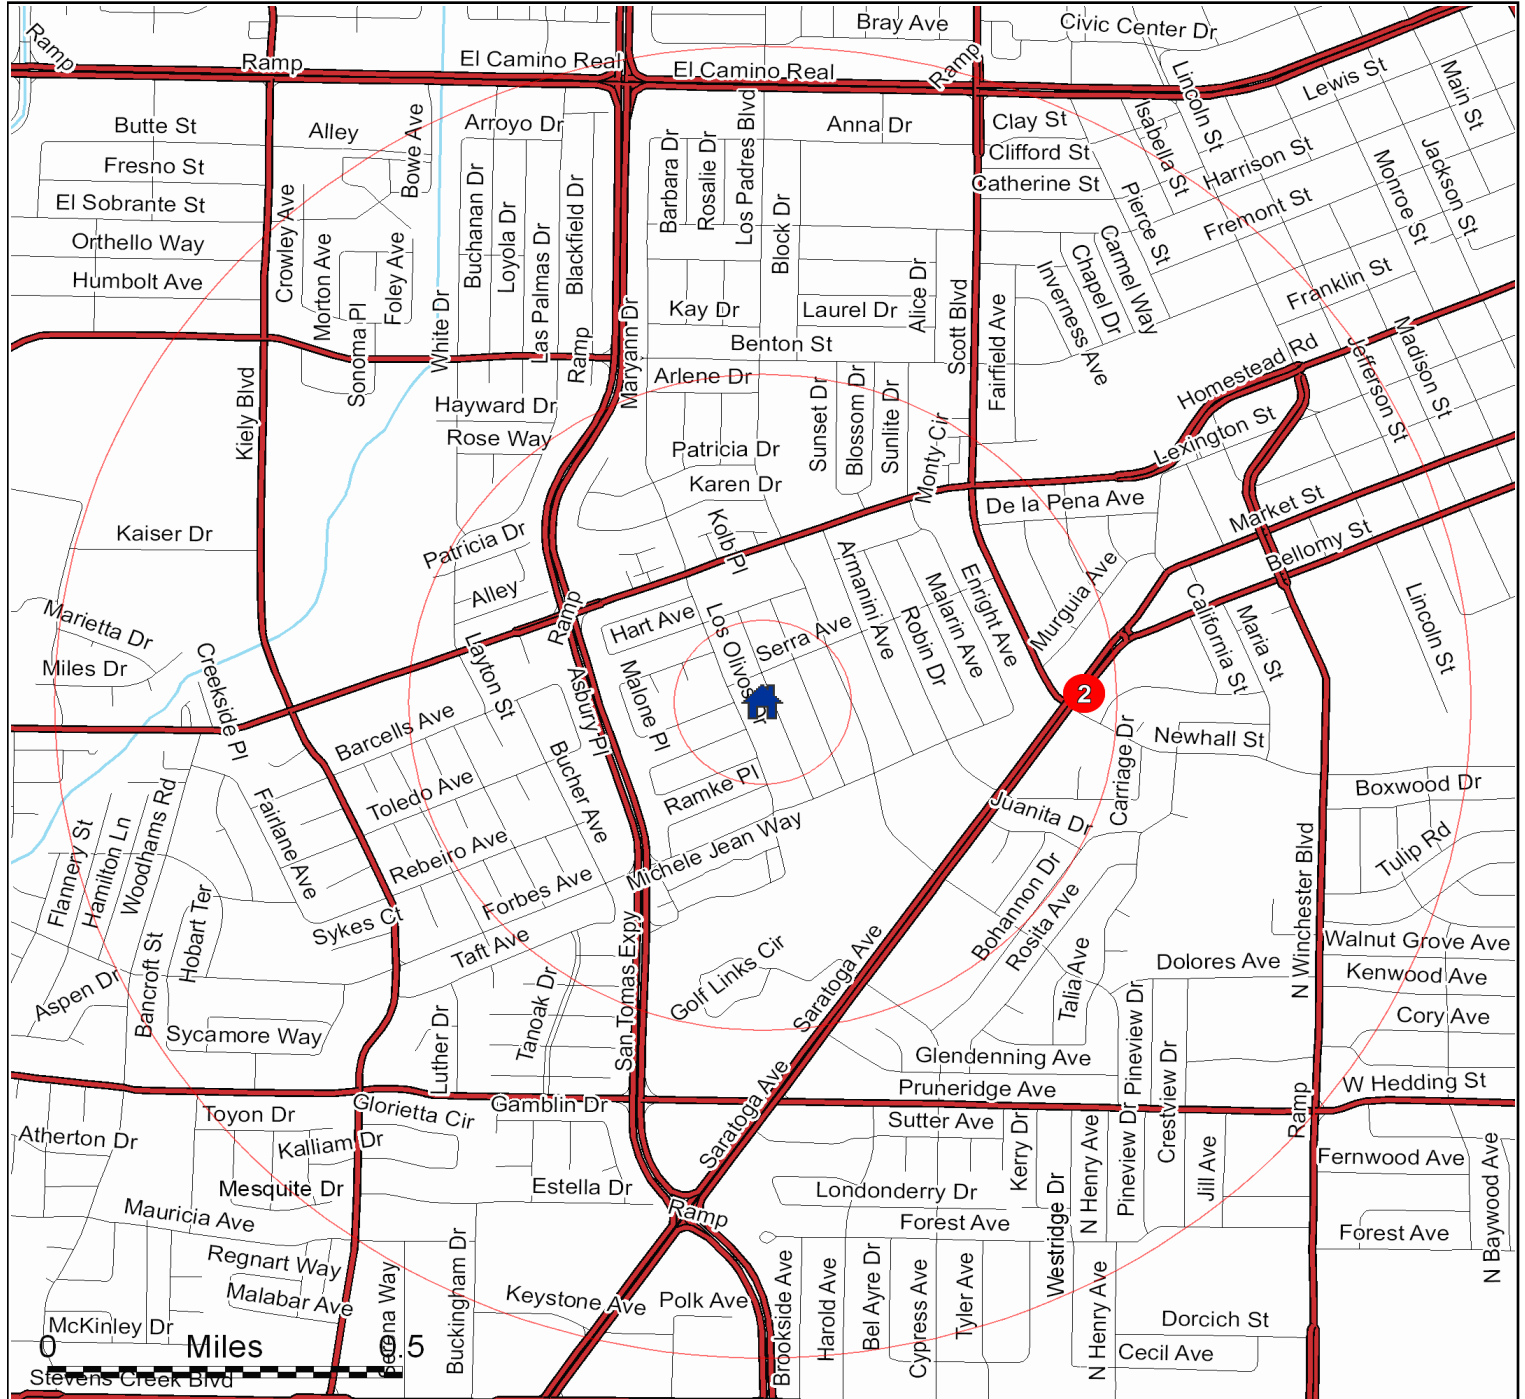 Ramp
Ramp
El Camino Real
El Camino Real
Ramp
Bray Ave
Civic Center Dr
Lincoln St
Lewis St
Main St
Butte St
Alley
Bowe Ave
Arroyo Dr
Barbara Dr
Rosalie Dr
Los Padres Blvd
Anna Dr
Clay St
Isabella St
Clifford St
Harrison St
Monroe St
Jackson St
Fresno St
Catherine St
Pierce St
Fremont St
El Sobrante St
Crowley Ave
Buchanan Dr
Loyola Dr
Las Palmas Dr
Blackfield Dr
Block Dr
Orthello Way
Morton Ave
Foley Ave
Carmel Way
Chapel Dr
Inverness Ave
Franklin St
Humbolt Ave
Sonoma Pl
White Dr
Ramp
Maryann Dr
Kay Dr
Laurel Dr
Alice Dr
Scott Blvd
Fairfield Ave
Benton St
Homestead Rd
Jefferson St
Madison St
Arlene Dr
Kiely Blvd
Hayward Dr
Rose Way
Sunset Dr
Blossom Dr
Sunlite Dr
Monty Cir
Lexington St
Patricia Dr
Karen Dr
De la Pena Ave
Market St
Bellomy St
Kaiser Dr
Patricia Dr
Kolb Pl
Armanini Ave
Malarin Ave
Enright Ave
Murguia Ave
Alley
Ramp
Hart Ave
Los Olivos Dr
Serra Ave
Robin Dr
California St
Maria St
Lincoln St
Marietta Dr
Miles Dr
Creekside Pl
Layton St
Asbury Pl
Malone Pl
2
Barcells Ave
Newhall St
Carriage Dr
Toledo Ave
Bucher Ave
Ramke Pl
Juanita Dr
Boxwood Dr
Fairlane Ave
Flannery St
Hamilton Ln
Woodhams Rd
Rebeiro Ave
Michele Jean Way
Tulip Rd
N Winchester Blvd
Forbes Ave
Bohannon Dr
Rosita Ave
Hobart Ter
Sykes Ct
Taft Ave
San Tomas Expy
Golf Links Cir
Saratoga Ave
Talia Ave
Dolores Ave
Walnut Grove Ave
Kenwood Ave
Aspen Dr
Bancroft St
Sycamore Way
Luther Dr
Tanoak Dr
Pineview Dr
Crestview Dr
Cory Ave
Glendenning Ave
Pruneridge Ave
W Hedding St
Toyon Dr
Glorietta Cir
Gamblin Dr
Saratoga Ave
Sutter Ave
Kerry Dr
N Henry Ave
Pineview Dr
Ramp
Atherton Dr
Kalliam Dr
Jill Ave
Fernwood Ave
N Baywood Ave
Mesquite Dr
Estella Dr
Londonderry Dr
Mauricia Ave
Ramp
Forest Ave
Westridge Dr
Forest Ave
Regnart Way
Buckingham Dr
Brookside Ave
Harold Ave
Bel Ayre Dr
Cypress Ave
Tyler Ave
N Henry Ave
Malabar Ave
Keystone Ave
Polk Ave
Dorcich St
McKinley Dr
Cecil Ave
0 Miles 0.5
Stevens Creek Blvd